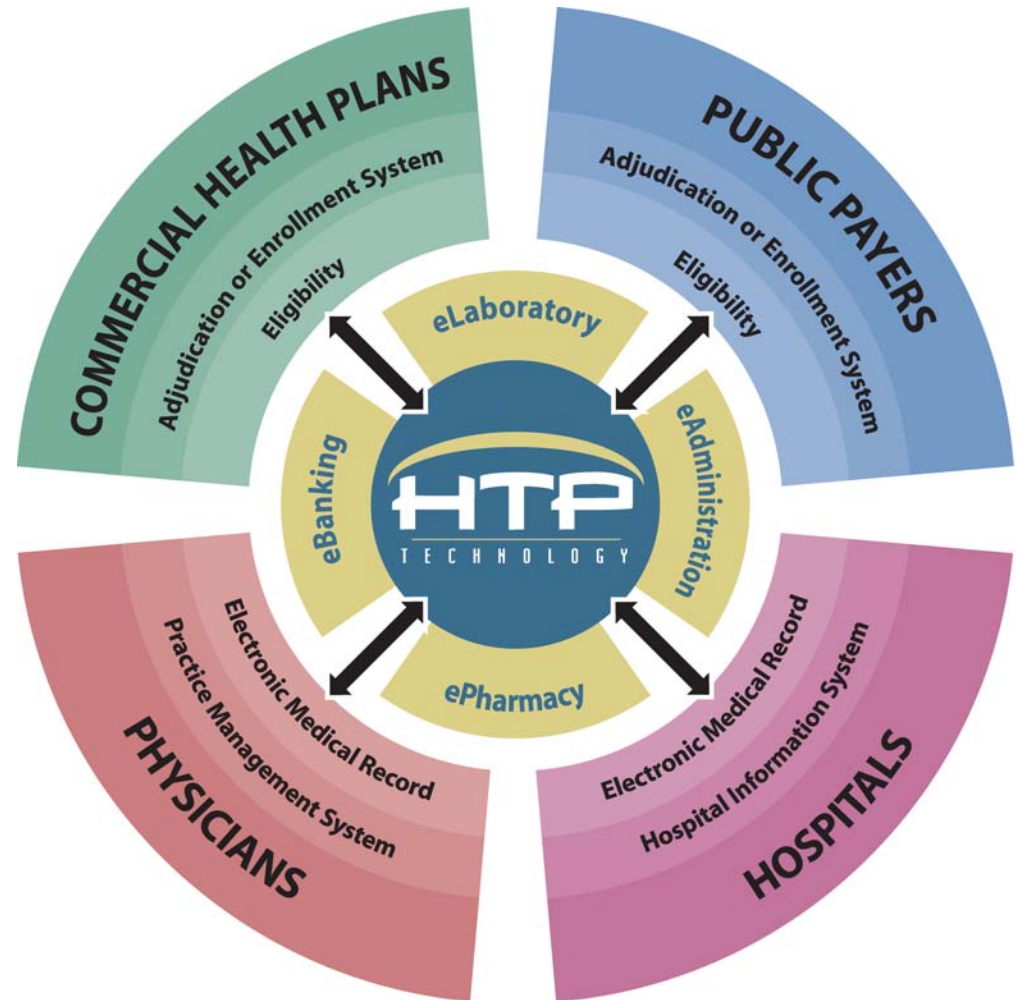 COMMERCIAL HEALTH PLANS
Adjudication or Enrollment System
Eligibility
PUBLIC PAYERS
Adjudication or Enrollment System
Eligibility
eLaboratory
eBanking
eAdministration
HTP
TECHNOLOGY
ePharmacy
Electronic Medical Record
Practice Management System
PHYSICIANS
Electronic Medical Record
Hospital Information System
HOSPITALS